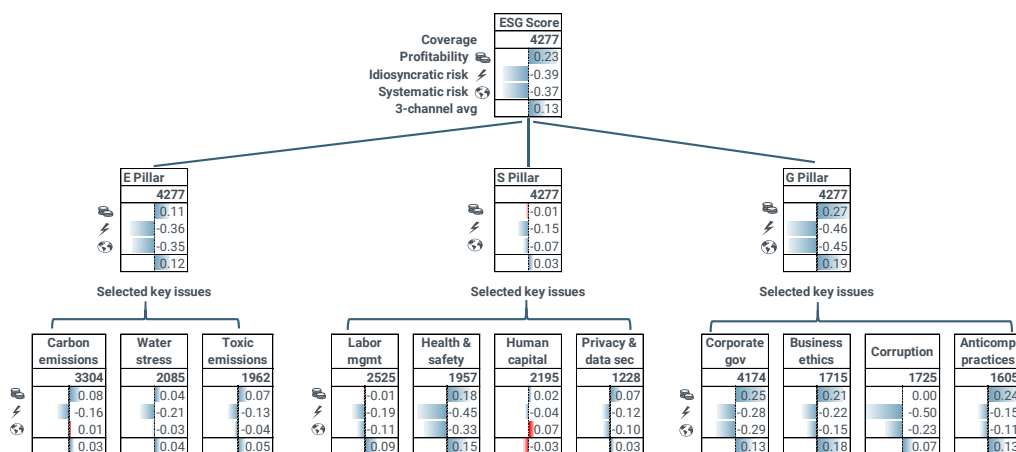 ESG Score
Coverage 4277
Profitability 0.23
Idiosyncratic risk -0.39
Systematic risk -0.37
3-channel avg 0.13
E Pillar S Pillar G Pillar
4277 4277 4277
0.11 -0.01 0.27
-0.36 -0.15 -0.46
-0.35 -0.07 -0.45
0.12 0.03 0.19
Selected key issues Selected key issues Selected key issues
Carbon Water Toxic Labor Health & Human Privacy & Corporate Business Corruption Anticomp
emissions stress emissions mgmt safety capital data sec gov ethics practices
3304 2085 1962 2525 1957 2195 1228 4174 1715 1725 1605
0.08 0.04 0.07 -0.01 0.18 0.02 0.07 0.25 0.21 0.00 0.24
-0.16 -0.21 -0.13 -0.19 -0.45 -0.04 -0.12 -0.28 -0.22 -0.50 -0.15
0.01 -0.03 -0.04 -0.11 -0.33 0.07 -0.10 -0.29 -0.15 -0.23 -0.11
0.03 0.04 0.05 0.09 0.15 -0.03 0.03 0.13 0.18 0.07 0.13